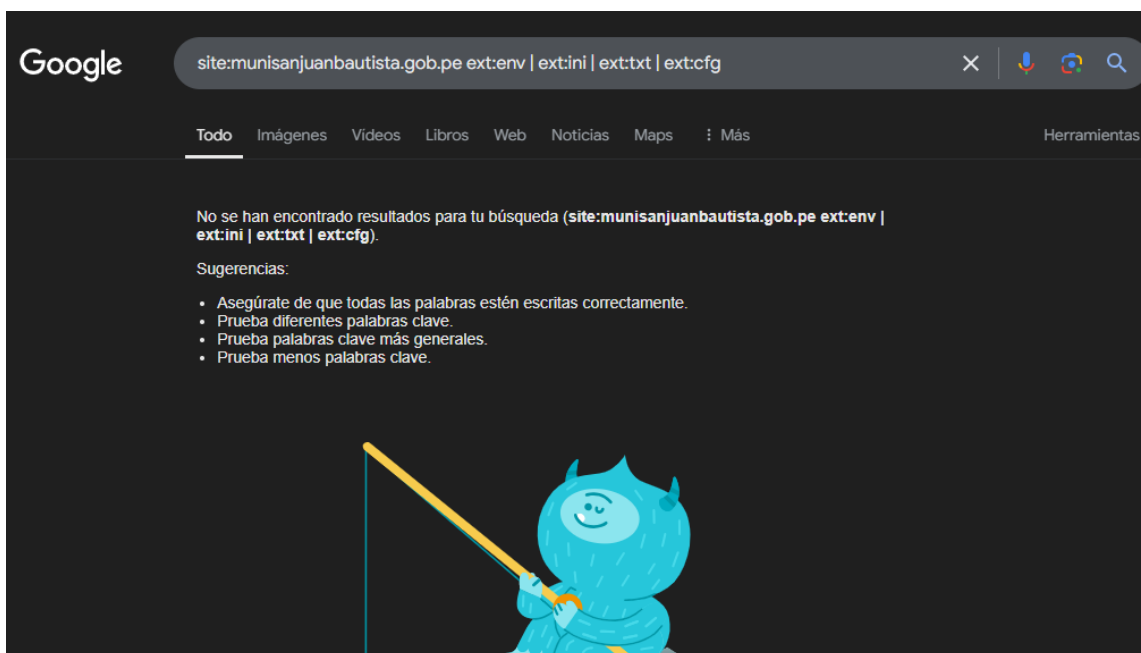 Google
site:munisanjuanbautista.gob.pe ext:env | ext:ini | ext:txt | ext:cfg
Todo Imágenes Vídeos Libros Web Noticias Maps Más Herramientas
No se han encontrado resultados para tu búsqueda (site:munisanjuanbautista.gob.pe ext:env |
ext:ini | ext:txt | ext:cfg).
Sugerencias:
• Asegúrate de que todas las palabras estén escritas correctamente.
• Prueba diferentes palabras clave.
• Prueba palabras clave más generales.
• Prueba menos palabras clave.